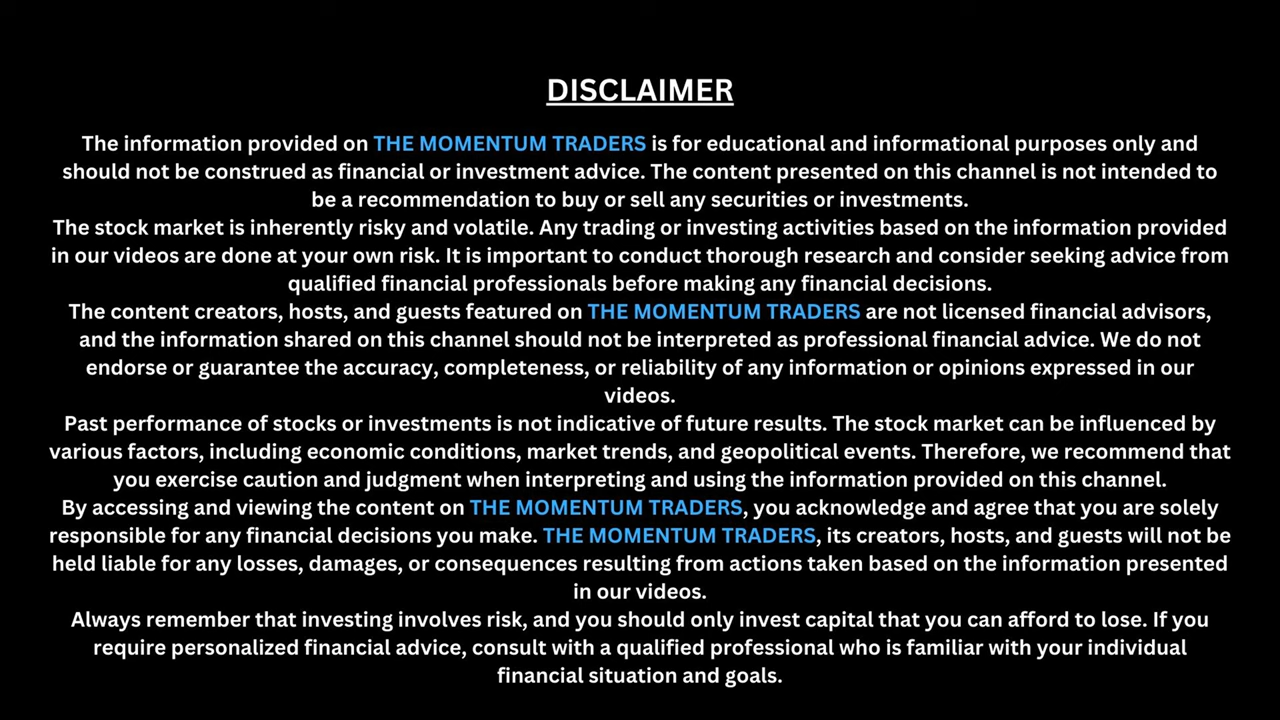 DISCLAIMER
The information provided on THE MOMENTUM TRADERS is for educational and informational purposes only and
should not be construed as financial or investment advice. The content presented on this channel is not intended to
be a recommendation to buy or sell any securities or investments.
The stock market is inherently risky and volatile. Any trading or investing activities based on the information provided
in our videos are done at your own risk. It is important to conduct thorough research and consider seeking advice from
qualified financial professionals before making any financial decisions.
The content creators, hosts, and guests featured on THE MOMENTUM TRADERS are not licensed financial advisors,
and the information shared on this channel should not be interpreted as professional financial advice. We do not
endorse or guarantee the accuracy, completeness, or reliability of any information or opinions expressed in our
videos.
Past performance of stocks or investments is not indicative of future results. The stock market can be influenced by
various factors, including economic conditions, market trends, and geopolitical events. Therefore, we recommend that
you exercise caution and judgment when interpreting and using the information provided on this channel.
By accessing and viewing the content on THE MOMENTUM TRADERS, you acknowledge and agree that you are solely
responsible for any financial decisions you make. THE MOMENTUM TRADERS, its creators, hosts, and guests will not be
held liable for any losses, damages, or consequences resulting from actions taken based on the information presented
in our videos.
Always remember that investing involves risk, and you should only invest capital that you can afford to lose. If you
require personalized financial advice, consult with a qualified professional who is familiar with your individual
financial situation and goals.